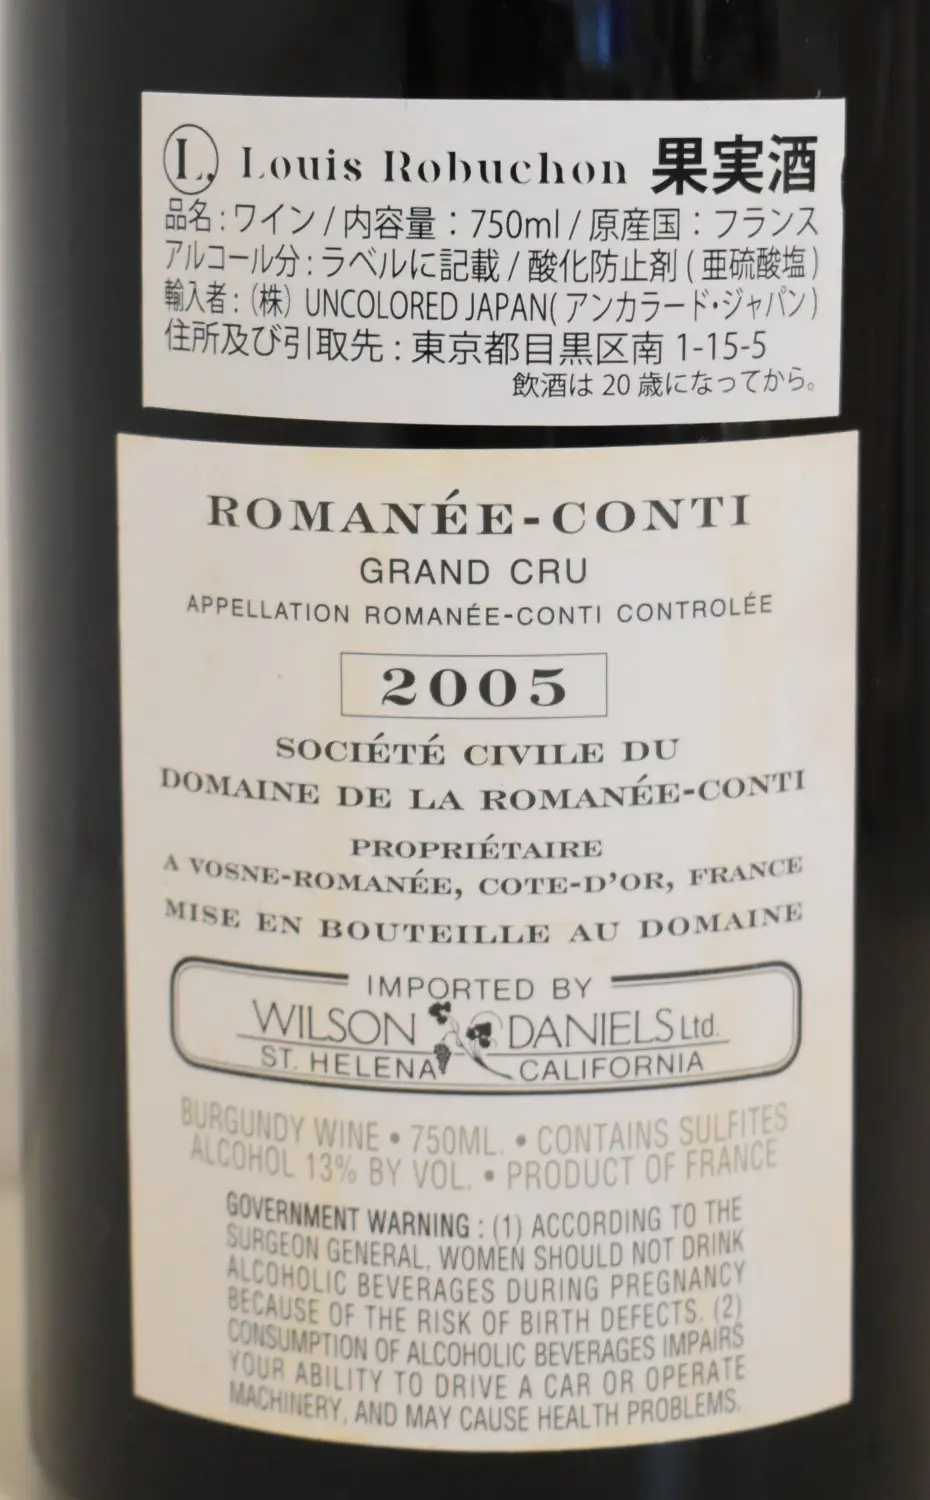 L. Louis Robuchon 果実酒
品名 : ワイン / 内容量 : 750ml / 原産国 : フランス
アルコール分 : ラベルに記載 / 酸化防止剤 ( 亜硫酸塩 )
輸入者 : (株) UNCOLORED JAPAN( アンカラード・ジャパン )
住所及び引取先 : 東京都目黒区南 1-15-5
飲酒は 20 歳になってから。
ROMANÉE-CONTI
GRAND CRU
APPELLATION ROMANÉE-CONTI CONTROLÉE
2005
SOCIÉTÉ CIVILE DU
DOMAINE DE LA ROMANÉE-CONTI
PROPRIÉTAIRE
A VOSNE-ROMANÉE, COTE-D'OR, FRANCE
MISE EN BOUTEILLE AU DOMAINE
IMPORTED BY
WILSON DANIELS Ltd.
ST. HELENA CALIFORNIA
BURGUNDY WINE • 750ML. • CONTAINS SULFITES
ALCOHOL 13% BY VOL. • PRODUCT OF FRANCE
GOVERNMENT WARNING : (1) ACCORDING TO THE
SURGEON GENERAL, WOMEN SHOULD NOT DRINK
ALCOHOLIC BEVERAGES DURING PREGNANCY
BECAUSE OF THE RISK OF BIRTH DEFECTS. (2)
CONSUMPTION OF ALCOHOLIC BEVERAGES IMPAIRS
YOUR ABILITY TO DRIVE A CAR OR OPERATE
MACHINERY, AND MAY CAUSE HEALTH PROBLEMS.